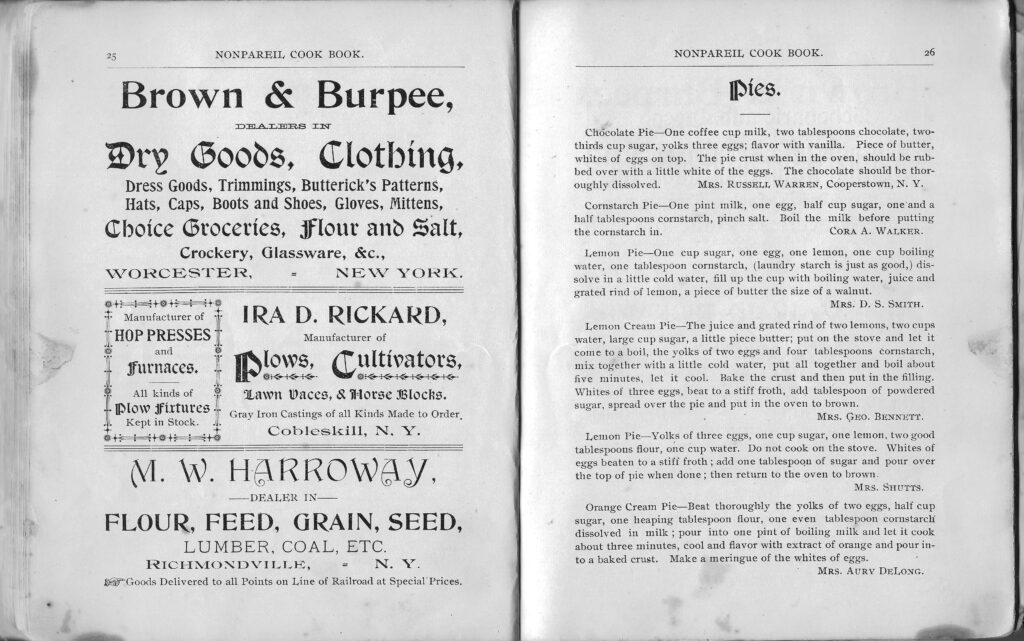 25
NONPAREIL COOK BOOK.
Brown & Burpee,
DEALERS IN
Dry Goods, Clothing,
Dress Goods, Trimmings, Butterick's Patterns,
Hats, Caps, Boots and Shoes, Gloves, Mittens,
Choice Groceries, Flour and Salt,
Crockery, Glassware, &c.,
WORCESTER, = NEW YORK.
Manufacturer of
HOP PRESSES
and
Furnaces.
All kinds of
Plow Fixtures
Kept in Stock.
IRA D. RICKARD,
Manufacturer of
Plows, Cultivators,
Lawn Vaces, & Horse Blocks.
Gray Iron Castings of all Kinds Made to Order.
Cobleskill, N. Y.
M. W. HARROWAY,
DEALER IN
FLOUR, FEED, GRAIN, SEED,
LUMBER, COAL, ETC.
RICHMONDVILLE, = N. Y.
Goods Delivered to all Points on Line of Railroad at Special Prices.
NONPAREIL COOK BOOK.
26
Pies.
Chocolate Pie—One coffee cup milk, two tablespoons chocolate, two-
thirds cup sugar, yolks three eggs; flavor with vanilla. Piece of butter,
whites of eggs on top. The pie crust when in the oven, should be rub-
bed over with a little white of the eggs. The chocolate should be thor-
oughly dissolved. MRS. RUSSELL WARREN, Cooperstown, N. Y.
Cornstarch Pie—One pint milk, one egg, half cup sugar, one and a
half tablespoons cornstarch, pinch salt. Boil the milk before putting
the cornstarch in. CORA A. WALKER.
Lemon Pie—One cup sugar, one egg, one lemon, one cup boiling
water, one tablespoon cornstarch, (laundry starch is just as good,) dis-
solve in a little cold water, fill up the cup with boiling water, juice and
grated rind of lemon, a piece of butter the size of a walnut.
MRS. D. S. SMITH.
Lemon Cream Pie—The juice and grated rind of two lemons, two cups
water, large cup sugar, a little piece butter; put on the stove and let it
come to a boil, the yolks of two eggs and four tablespoons cornstarch,
mix together with a little cold water, put all together and boil about
five minutes, let it cool. Bake the crust and then put in the filling.
Whites of three eggs, beat to a stiff froth, add tablespoon of powdered
sugar, spread over the pie and put in the oven to brown.
MRS. GEO. BENNETT.
Lemon Pie—Yolks of three eggs, one cup sugar, one lemon, two good
tablespoons flour, one cup water. Do not cook on the stove. Whites of
eggs beaten to a stiff froth; add one tablespoon of sugar and pour over
the top of pie when done; then return to the oven to brown.
MRS. SHUTTS.
Orange Cream Pie—Beat thoroughly the yolks of two eggs, half cup
sugar, one heaping tablespoon flour, one even tablespoon cornstarch
dissolved in milk; pour into one pint of boiling milk and let it cook
about three minutes, cool and flavor with extract of orange and pour in-
to a baked crust. Make a meringue of the whites of eggs.
MRS. AURY DELONG.